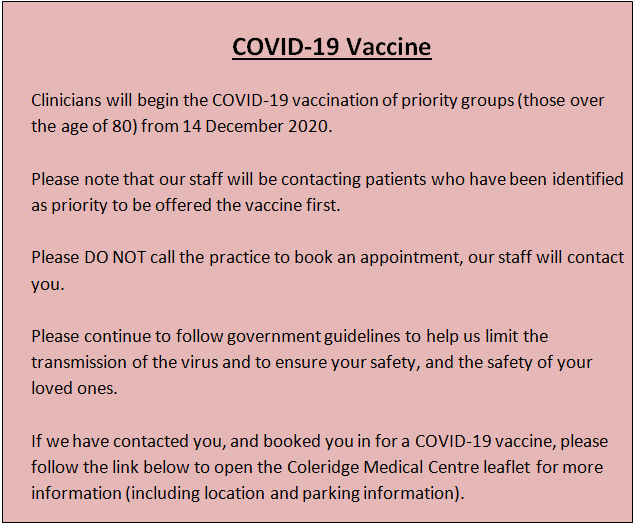 COVID-19 Vaccine
Clinicians will begin the COVID-19 vaccination of priority groups (those over
the age of 80) from 14 December 2020.
Please note that our staff will be contacting patients who have been identified
as priority to be offered the vaccine first.
Please DO NOT call the practice to book an appointment, our staff will contact
you.
Please continue to follow government guidelines to help us limit the
transmission of the virus and to ensure your safety, and the safety of your
loved ones.
If we have contacted you, and booked you in for a COVID-19 vaccine, please
follow the link below to open the Coleridge Medical Centre leaflet for more
information (including location and parking information).